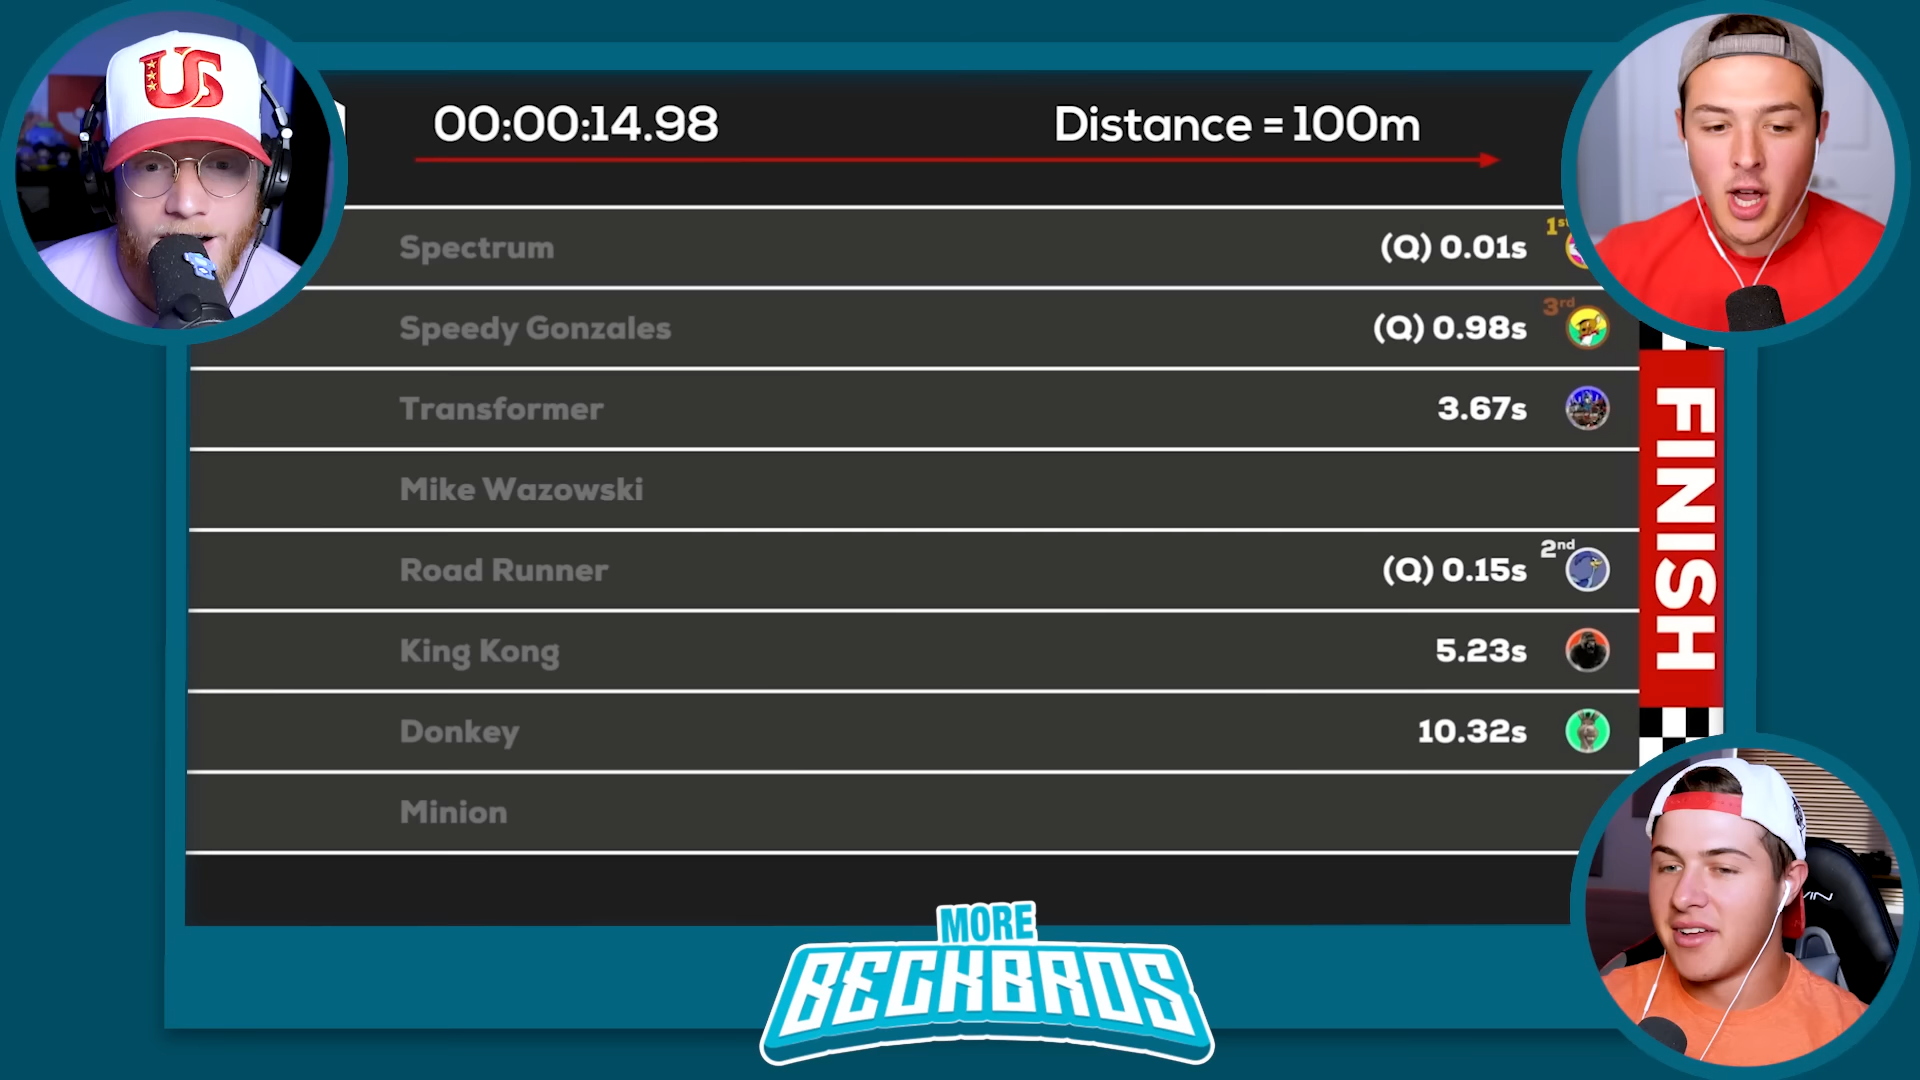 US
00:00:14.98
Distance = 100m
Spectrum
(Q) 0.01s
1st
Speedy Gonzales
(Q) 0.98s
3rd
Transformer
3.67s
Mike Wazowski
Road Runner
(Q) 0.15s
2nd
King Kong
5.23s
Donkey
10.32s
Minion
FINISH
MORE
BECKBROS